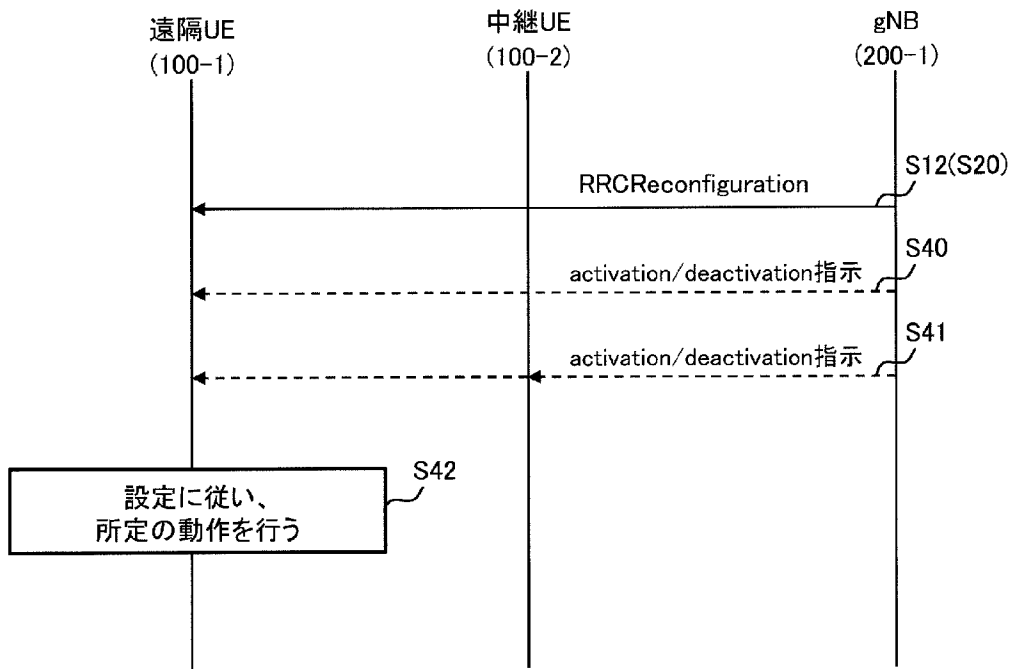 遠隔UE
(100-1)
中継UE
(100-2)
gNB
(200-1)
S12(S20)
RRCReconfiguration
S40
activation/deactivation指示
S41
activation/deactivation指示
S42
設定に従い、
所定の動作を行う